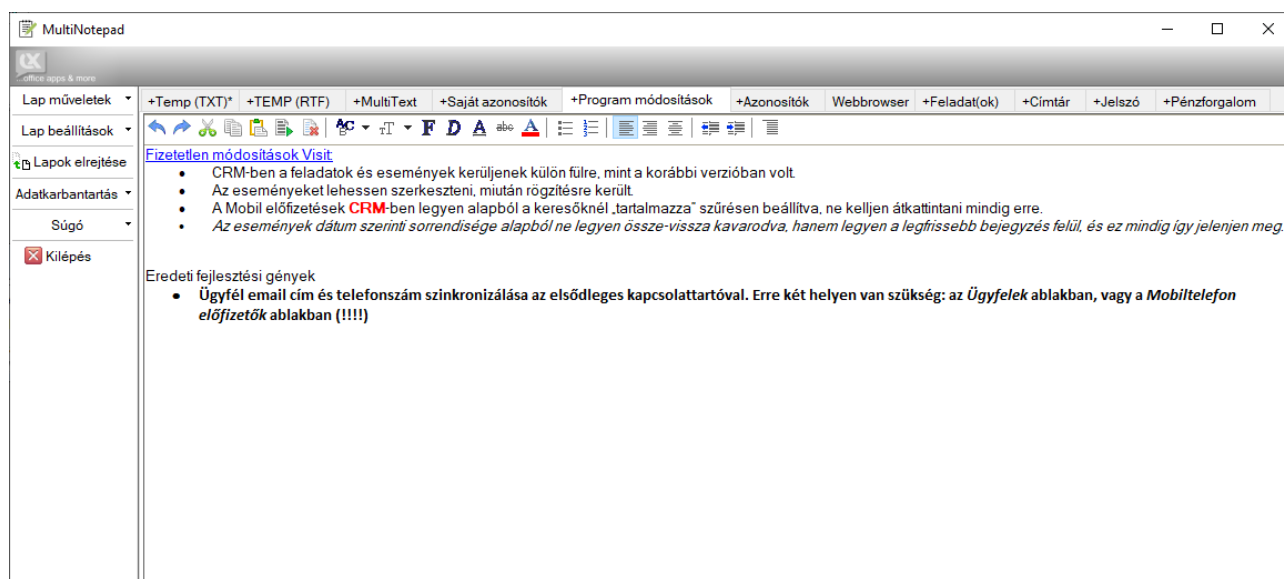 MultiNotepad
office apps & more
Lap műveletek
Lap beállítások
Lapok elrejtése
Adatkarbantartás
Súgó
Kilépés
+Temp (TXT)* +TEMP (RTF) +MultiText +Saját azonosítók +Program módosítások +Azonosítók Webbrowser +Feladat(ok) +Címtár +Jelszó +Pénzforgalom
Fizetetlen módosítások Visit:
• CRM-ben a feladatok és események kerüljenek külön fülre, mint a korábbi verzióban volt.
• Az eseményeket lehessen szerkeszteni, miután rögzítésre került.
• A Mobil előfizetések CRM-ben legyen alapból a keresőknél „tartalmazza” szűrésen beállítva, ne kelljen átkattintani mindig erre.
• Az események dátum szerinti sorrendisége alapból ne legyen össze-vissza kavarodva, hanem legyen a legfrissebb bejegyzés felül, és ez mindig így jelenjen meg.
Eredeti fejlesztési gények
• Ügyfél email cím és telefonszám szinkronizálása az elsődleges kapcsolattartóval. Erre két helyen van szükség: az Ügyfelek ablakban, vagy a Mobiltelefon
előfizetők ablakban (!!!!)